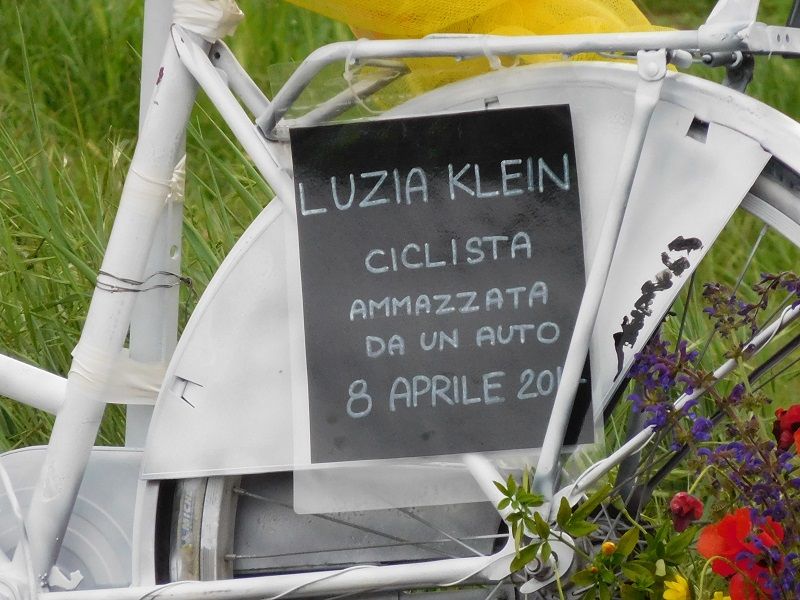 LUZIA KLEIN
CICLISTA
AMMAZZATA
DA UN AUTO
8 APRILE